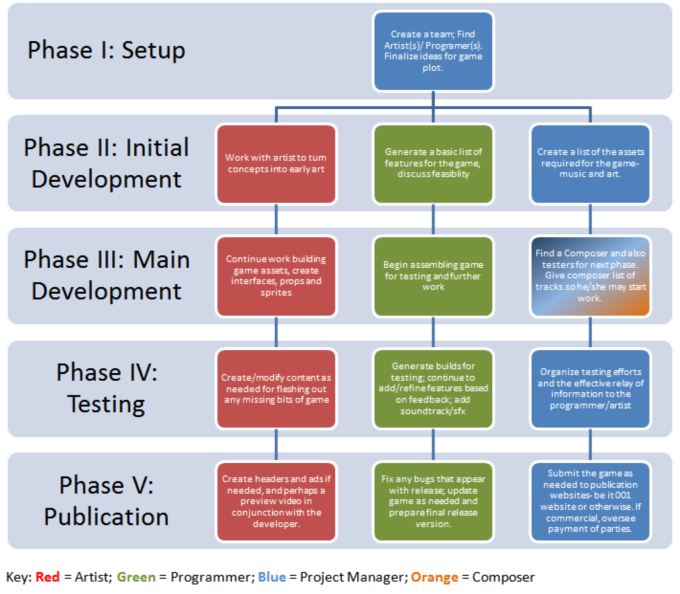 Phase I: Setup
Create a team; Find
Artist(s)/ Programer(s).
Finalize ideas for game
plot.
Phase II: Initial
Development
Work with artist to turn
concepts into early art
Generate a basic list of
features for the game,
discuss feasiblity
Create a list of the assets
required for the game-
music and art.
Phase III: Main
Development
Continue work building
game assets, create
interfaces, props and
sprites
Begin assembling game
for testing and further
work
Find a Composer and also
testers for next phase.
Give composer list of
tracks so he/she may start
work.
Phase IV:
Testing
Create/modify content as
needed for fleshing out
any missing bits of game
Generate builds for
testing; continue to
add/refine features based
on feedback; add
soundtrack/sfx
Organize testing efforts
and the effective relay of
information to the
programmer/artist
Phase V:
Publication
Create headers and ads if
needed, and perhaps a
preview video in
conjunction with the
developer.
Fix any bugs that appear
with release; update
game as needed and
prepare final release
version.
Submit the game as
needed to publication
websites- be it 001
website or otherwise. If
commercial, oversee
payment of parties.
Key: Red = Artist; Green = Programmer; Blue = Project Manager; Orange = Composer